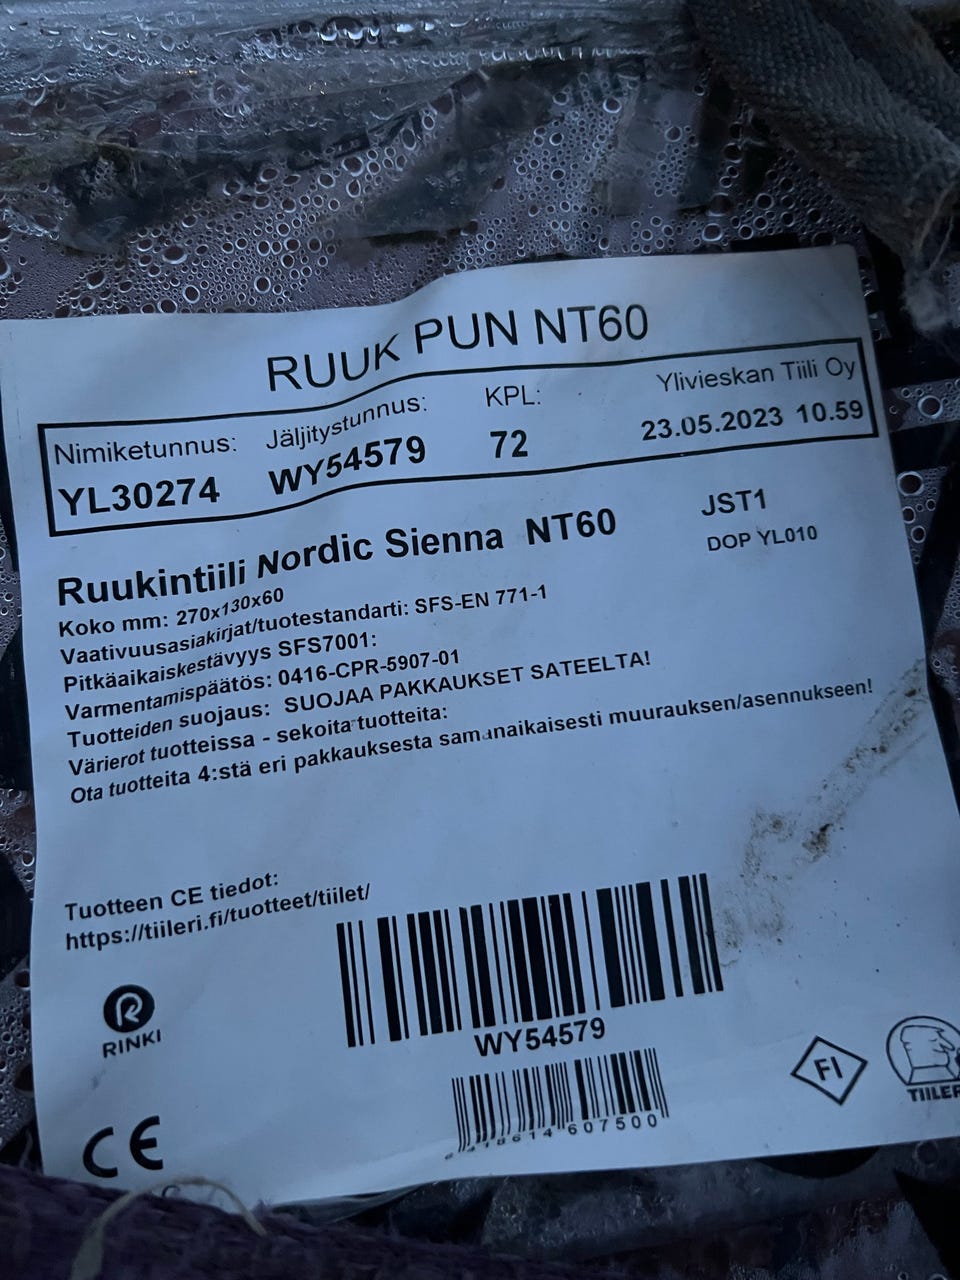 RUUK PUN NT60
Nimiketunnus: Jäljitystunnus: KPL: Ylivieskan Tiili Oy
YL30274 WY54579 72 23.05.2023 10.59
Ruukintiili Nordic Sienna NT60 JST1
Koko mm: 270x130x60 DOP YL010
Vaativuusasiakirjat/tuotestandarti: SFS-EN 771-1
Pitkäaikaiskestävyys SFS7001:
Varmentamispäätös: 0416-CPR-5907-01
Tuotteiden suojaus: SUOJAA PAKKAUKSET SATEELTA!
Värierot tuotteissa - sekoita tuotteita:
Ota tuotteita 4:stä eri pakkauksesta samanaikaisesti muurauksen/asennukseen!
Tuotteen CE tiedot:
https://tiileri.fi/tuotteet/tiilet/
R
RINKI
WY54579
607500
FI
TIILER
CE